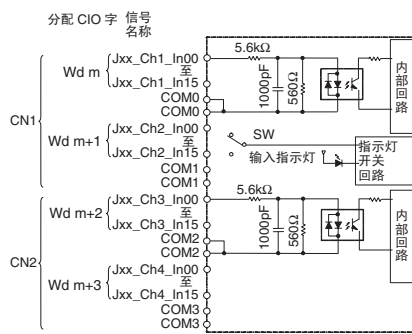 分配 CIO 字 信号
名称
CN1
Wd m
Jxx_Ch1_In00
至
Jxx_Ch1_In15
COM0
COM0
Wd m+1
Jxx_Ch2_In00
至
Jxx_Ch2_In15
COM1
COM1
CN2
Wd m+2
Jxx_Ch3_In00
至
Jxx_Ch3_In15
COM2
COM2
Wd m+3
Jxx_Ch4_In00
至
Jxx_Ch4_In15
COM3
COM3
5.6kΩ
1000pF
560Ω
内部回路
SW
输入指示灯
指示灯
开关
回路
5.6kΩ
1000pF
560Ω
内部回路